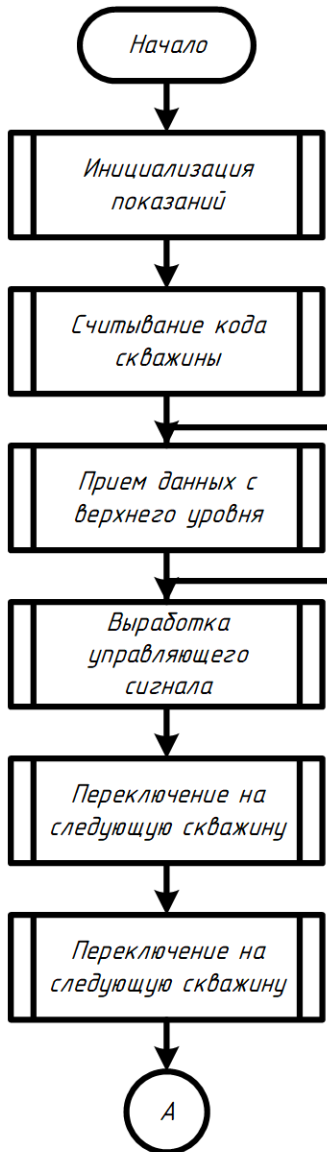 Начало
Инициализация
показаний
Считывание кода
скважины
Прием данных с
верхнего уровня
Выработка
управляющего
сигнала
Переключение на
следующую скважину
Переключение на
следующую скважину
А